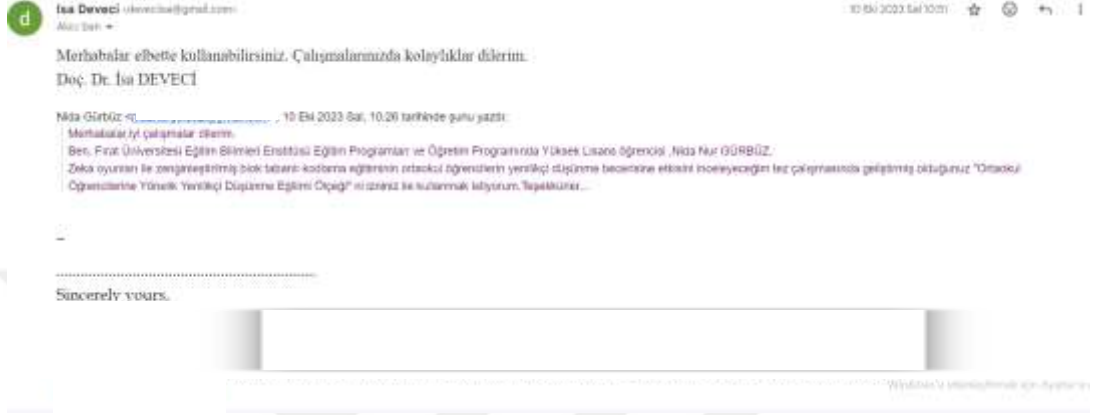 d
İsa Deveci
10 Eki 2023 Sal 10:31
Alıcı: ben
Merhabalar elbette kullanabilirsiniz. Çalışmalarınızda kolaylıklar dilerim.
Doç. Dr. İsa DEVECİ
Nida Gürbüz , 10 Eki 2023 Sal, 10:26 tarihinde şunu yazdı:
Merhabalar,iyi çalışmalar dilerim.
Ben, Fırat Üniversitesi Eğitim Bilimleri Enstitüsü Eğitim Programları ve Öğretim Programında Yüksek Lisans öğrencisi ,Nida Nur GÜRBÜZ.
Zeka oyunları ile zenginleştirilmiş blok tabanlı kodlama eğitiminin ortaokul öğrencilerin yenilikçi düşünme becerisine etkisini inceleyeceğim tez çalışmasında geliştirmiş olduğunuz "Ortaokul
Öğrencilerine Yönelik Yenilikçi Düşünme Eğilimi Ölçeği" ni izniniz ile kullanmak istiyorum.Teşekkürler...
--
Sincerely yours.